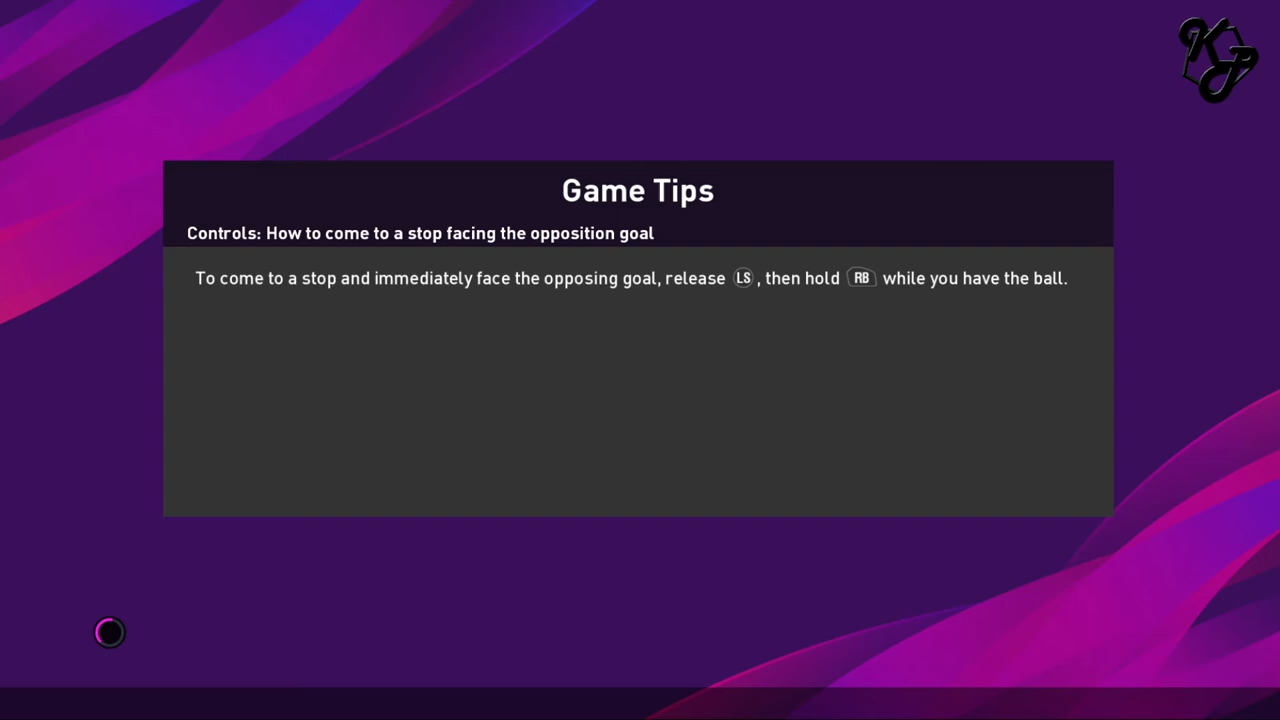 KP
Game Tips
Controls: How to come to a stop facing the opposition goal
To come to a stop and immediately face the opposing goal, release LS, then hold RB while you have the ball.